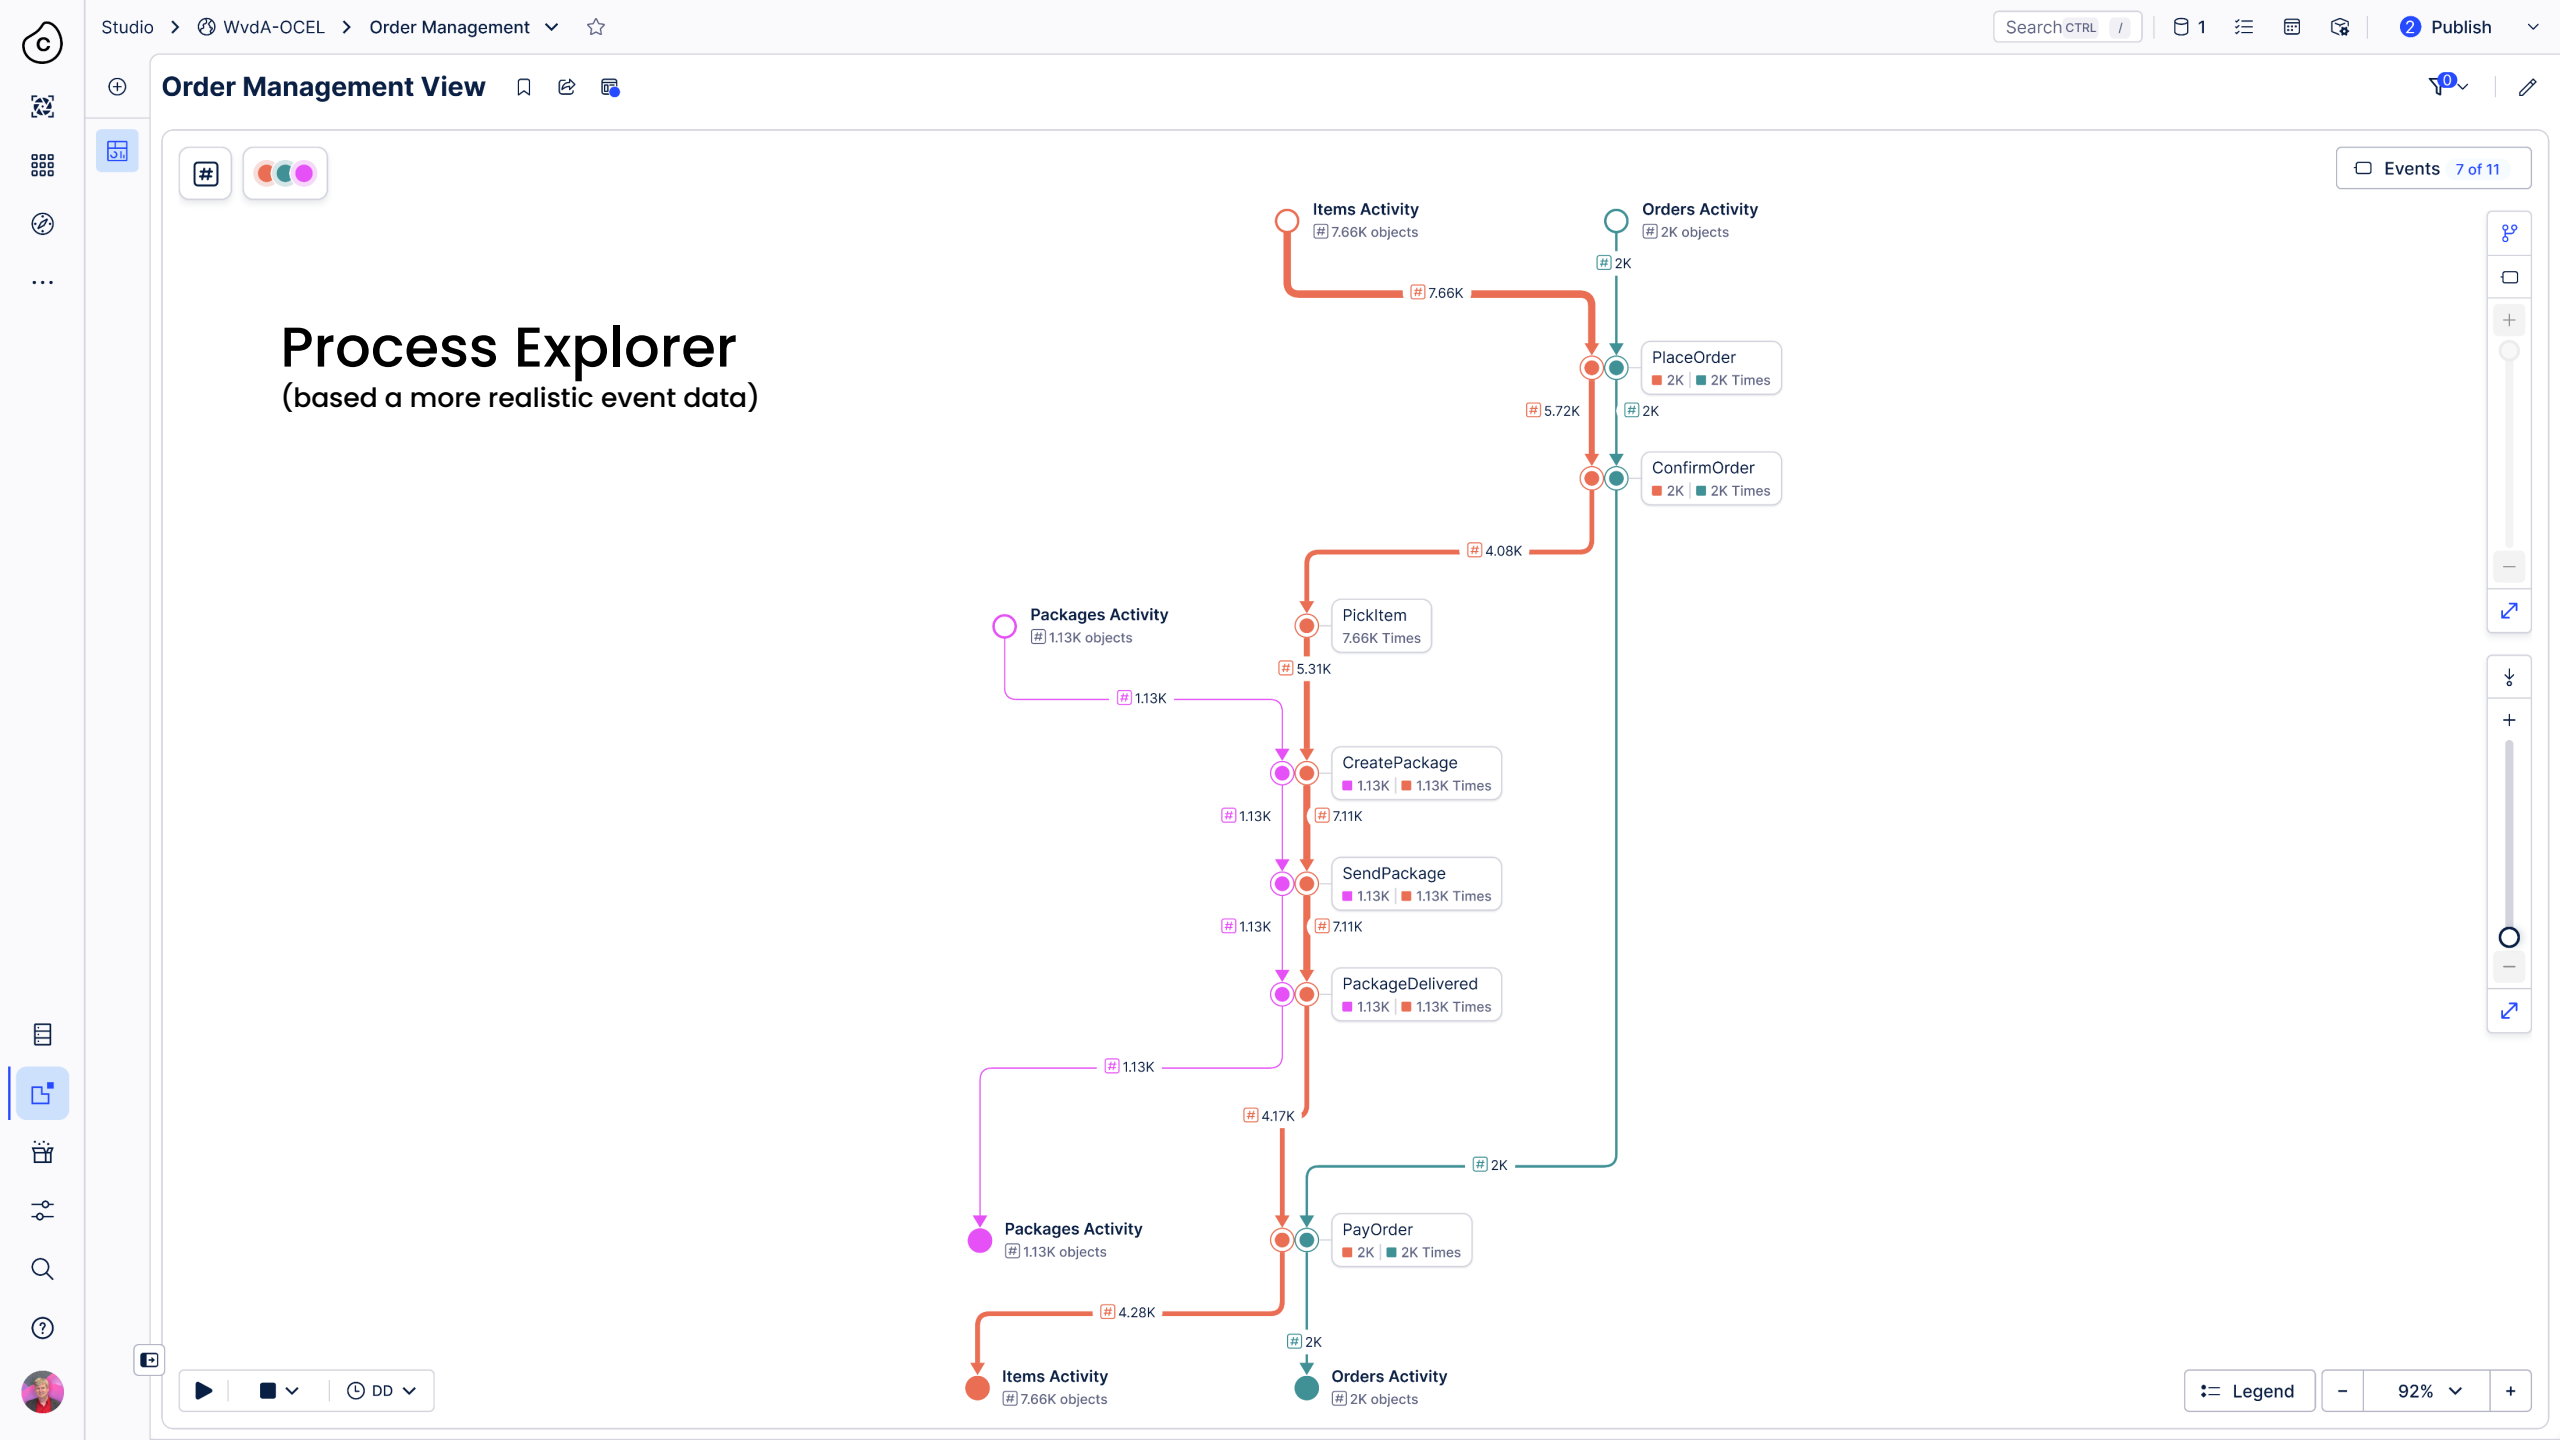 Studio > WvdA-OCEL > Order Management
Search CTRL /
1
2 Publish
Order Management View
0
#
Events 7 of 11
Items Activity
# 7.66K objects
Orders Activity
# 2K objects
# 2K
# 7.66K
Process Explorer
(based a more realistic event data)
PlaceOrder
2K | 2K Times
# 5.72K
# 2K
ConfirmOrder
2K | 2K Times
# 4.08K
Packages Activity
# 1.13K objects
PickItem
7.66K Times
# 5.31K
# 1.13K
CreatePackage
1.13K | 1.13K Times
# 1.13K
# 7.11K
SendPackage
1.13K | 1.13K Times
# 1.13K
# 7.11K
PackageDelivered
1.13K | 1.13K Times
# 1.13K
# 4.17K
# 2K
Packages Activity
# 1.13K objects
PayOrder
2K | 2K Times
# 4.28K
# 2K
Items Activity
# 7.66K objects
Orders Activity
# 2K objects
DD
Legend
− 92% +